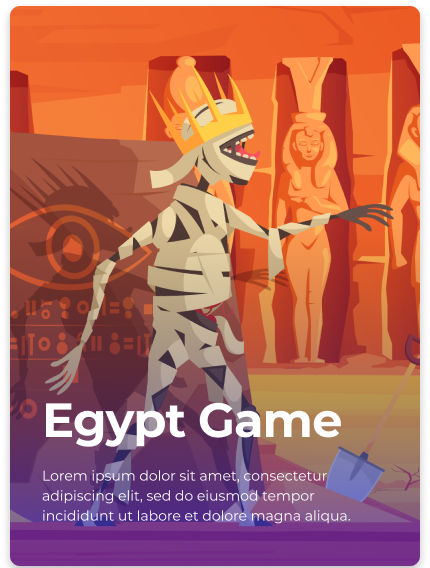 Egypt Game
Lorem ipsum dolor sit amet, consectetur
adipiscing elit, sed do eiusmod tempor
incididunt ut labore et dolore magna aliqua.